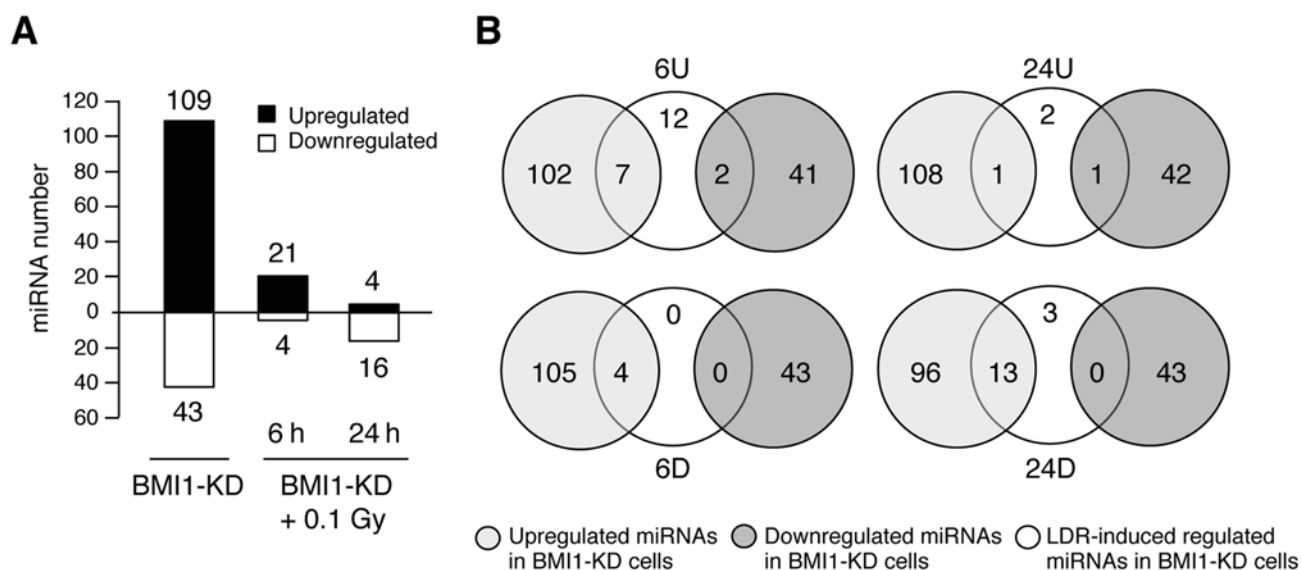 A
miRNA number
120
100
80
60
40
20
0
20
40
60
109
43
21
4
4
16
Upregulated
Downregulated
6 h
24 h
BMI1-KD
BMI1-KD
+ 0.1 Gy
B
6U
102
7
12
2
41
24U
108
1
2
1
42
105
4
0
0
43
6D
96
13
3
0
43
24D
Upregulated miRNAs
in BMI1-KD cells
Downregulated miRNAs
in BMI1-KD cells
LDR-induced regulated
miRNAs in BMI1-KD cells